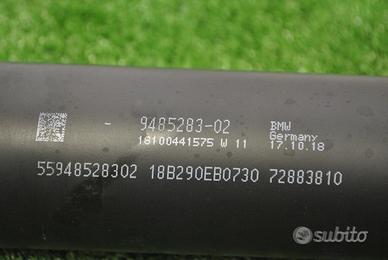 - 9485283-02 BMW
18100441575 W 11 Germany
17.10.18
55948528302 18B290EB0730 72883810
subito